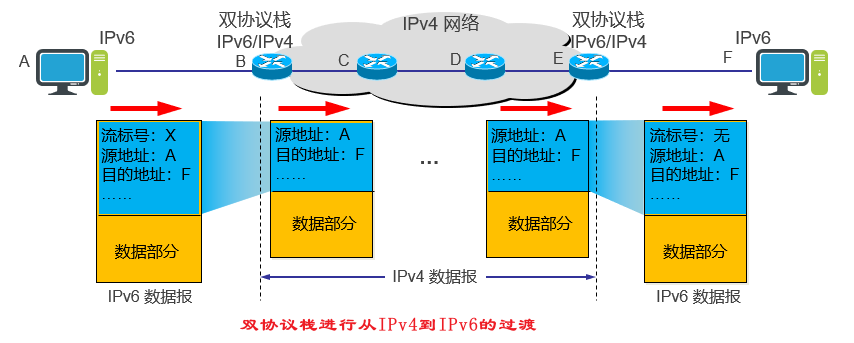 IPv6
双协议栈
IPv6/IPv4
IPv4 网络
双协议栈
IPv6/IPv4
IPv6
A
B
C
D
E
F
流标号：X
源地址：A
目的地址：F
……
数据部分
源地址：A
目的地址：F
……
数据部分
…
源地址：A
目的地址：F
……
数据部分
流标号：无
源地址：A
目的地址：F
……
数据部分
IPv6 数据报
IPv4 数据报
IPv6 数据报
双协议栈进行从IPv4到IPv6的过渡